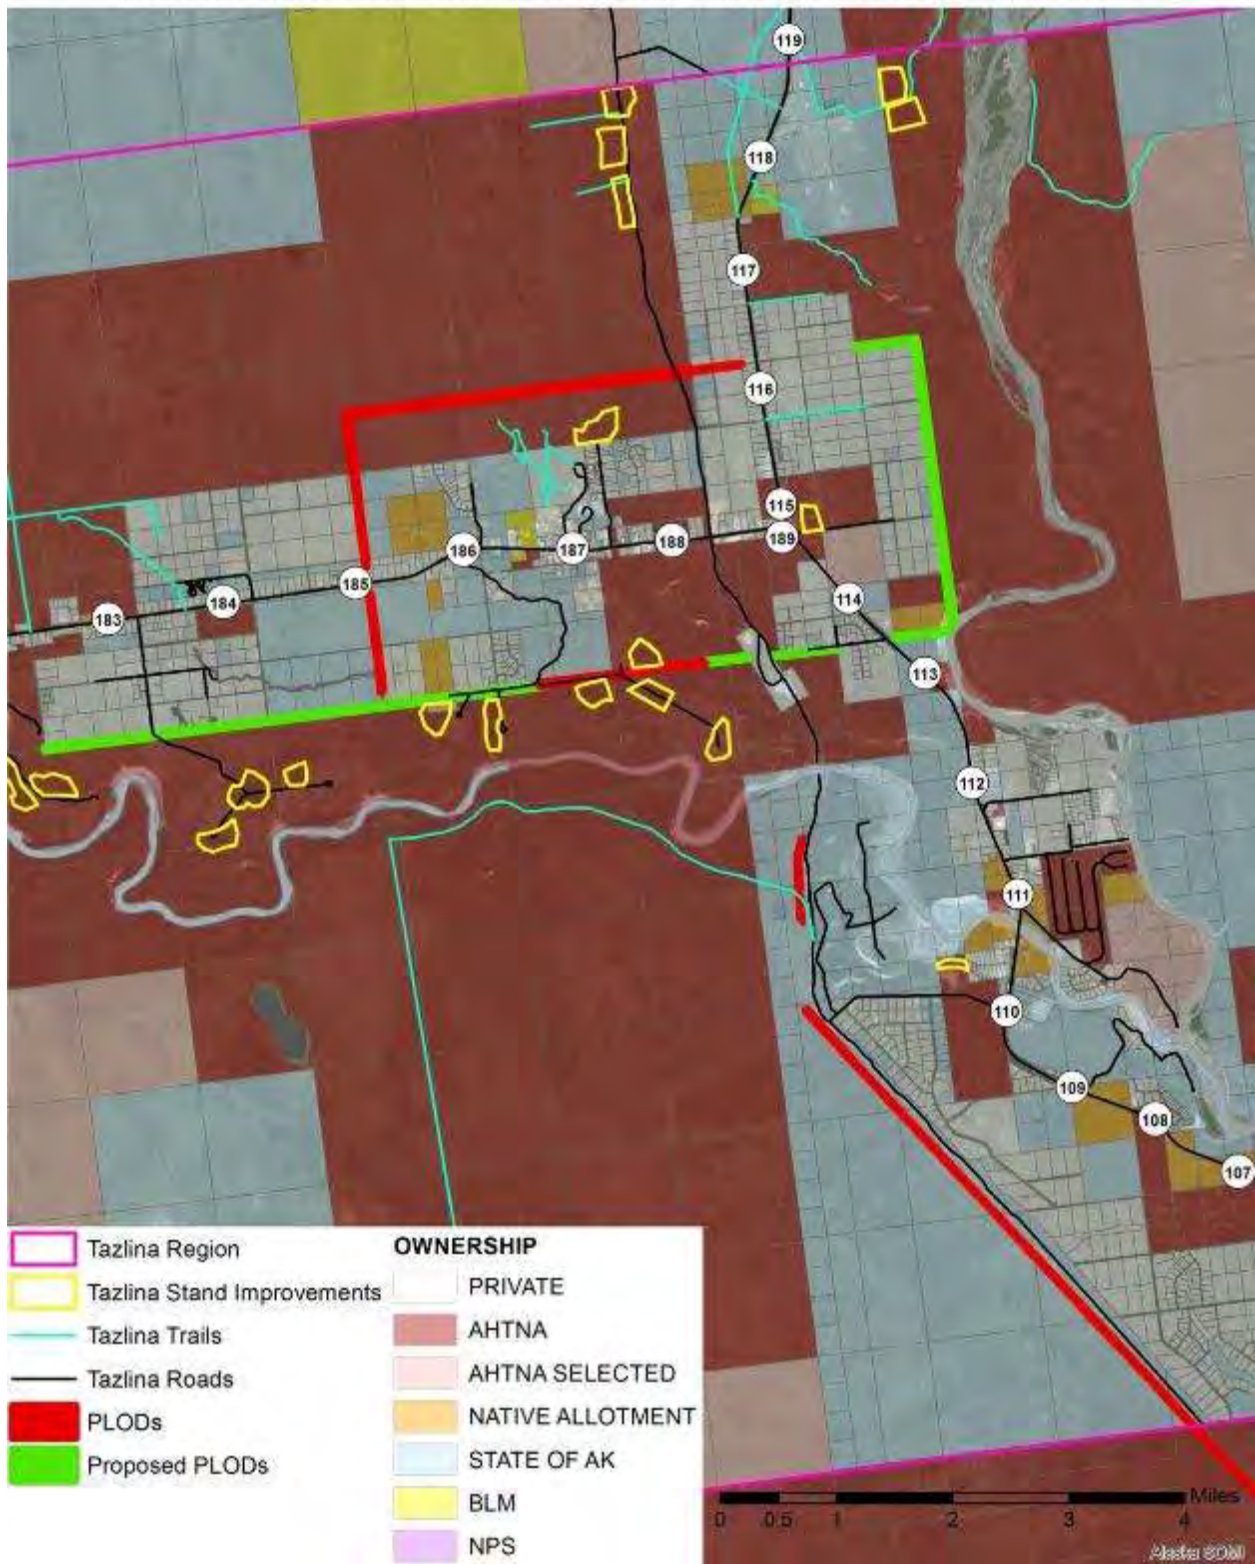 119
118
117
116
115
189
188
187
186
185
184
183
114
113
112
111
110
109
108
107
Tazlina Region
Tazlina Stand Improvements
Tazlina Trails
Tazlina Roads
PLODs
Proposed PLODs
OWNERSHIP
PRIVATE
AHTNA
AHTNA SELECTED
NATIVE ALLOTMENT
STATE OF AK
BLM
NPS
Miles
0 0.5 1 2 3 4